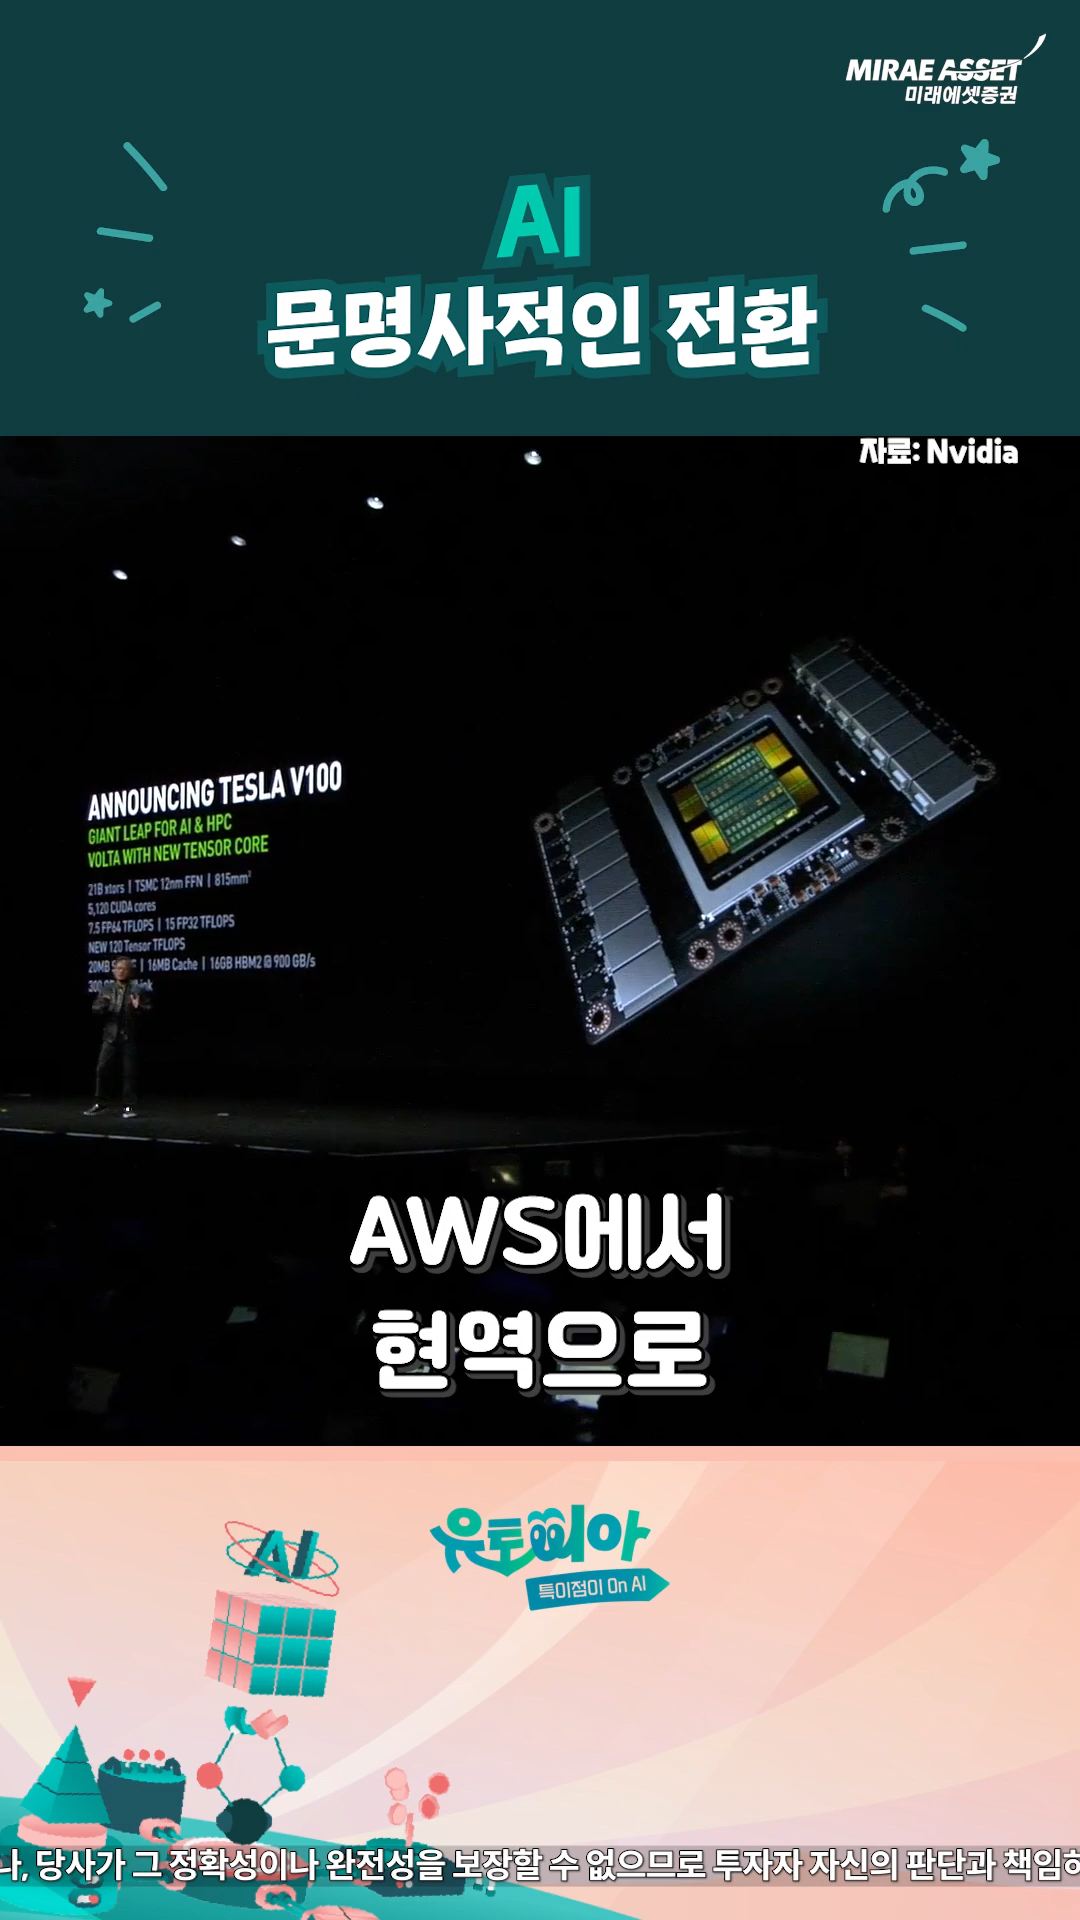 MIRAE ASSET
미래에셋증권
AI
문명사적인 전환
자료: Nvidia
ANNOUNCING TESLA V100
GIANT LEAP FOR AI & HPC
VOLTA WITH NEW TENSOR CORE
21B xtors | TSMC 12nm FFN | 815mm²
5,120 CUDA cores
7.5 FP64 TFLOPS | 15 FP32 TFLOPS
NEW 120 Tensor TFLOPS
20MB | 16MB Cache | 16GB HBM2 @ 900 GB/s
300
AWS에서
현역으로
유토삐아
특이점이 On AI
AI
나, 당사가 그 정확성이나 완전성을 보장할 수 없으므로 투자자 자신의 판단과 책임하